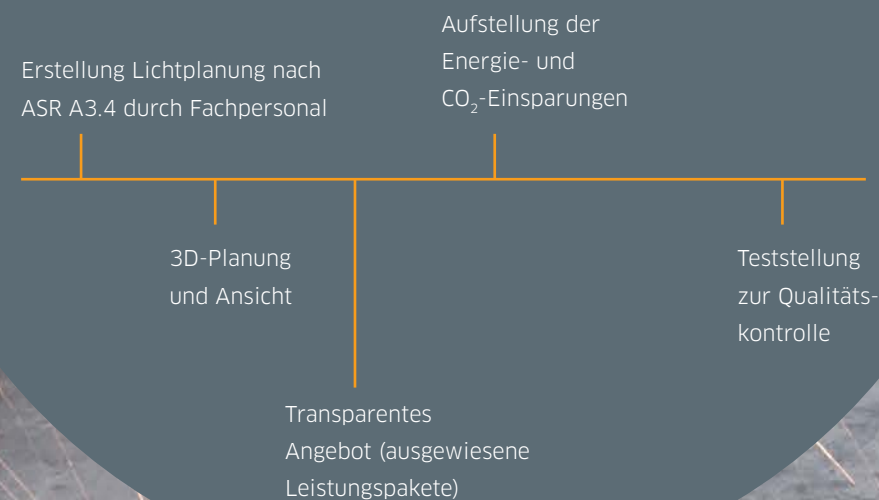 Erstellung Lichtplanung nach
ASR A3.4 durch Fachpersonal
3D-Planung
und Ansicht
Transparentes
Angebot (ausgewiesene
Leistungspakete)
Aufstellung der
Energie- und
CO₂-Einsparungen
Teststellung
zur Qualitäts-
kontrolle